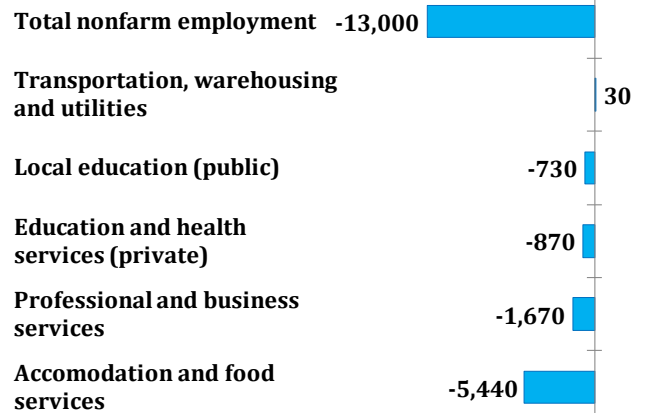 Total nonfarm employment -13,000
Transportation, warehousing
and utilities
30
Local education (public) -730
Education and health
services (private)
-870
Professional and business
services
-1,670
Accomodation and food
services
-5,440